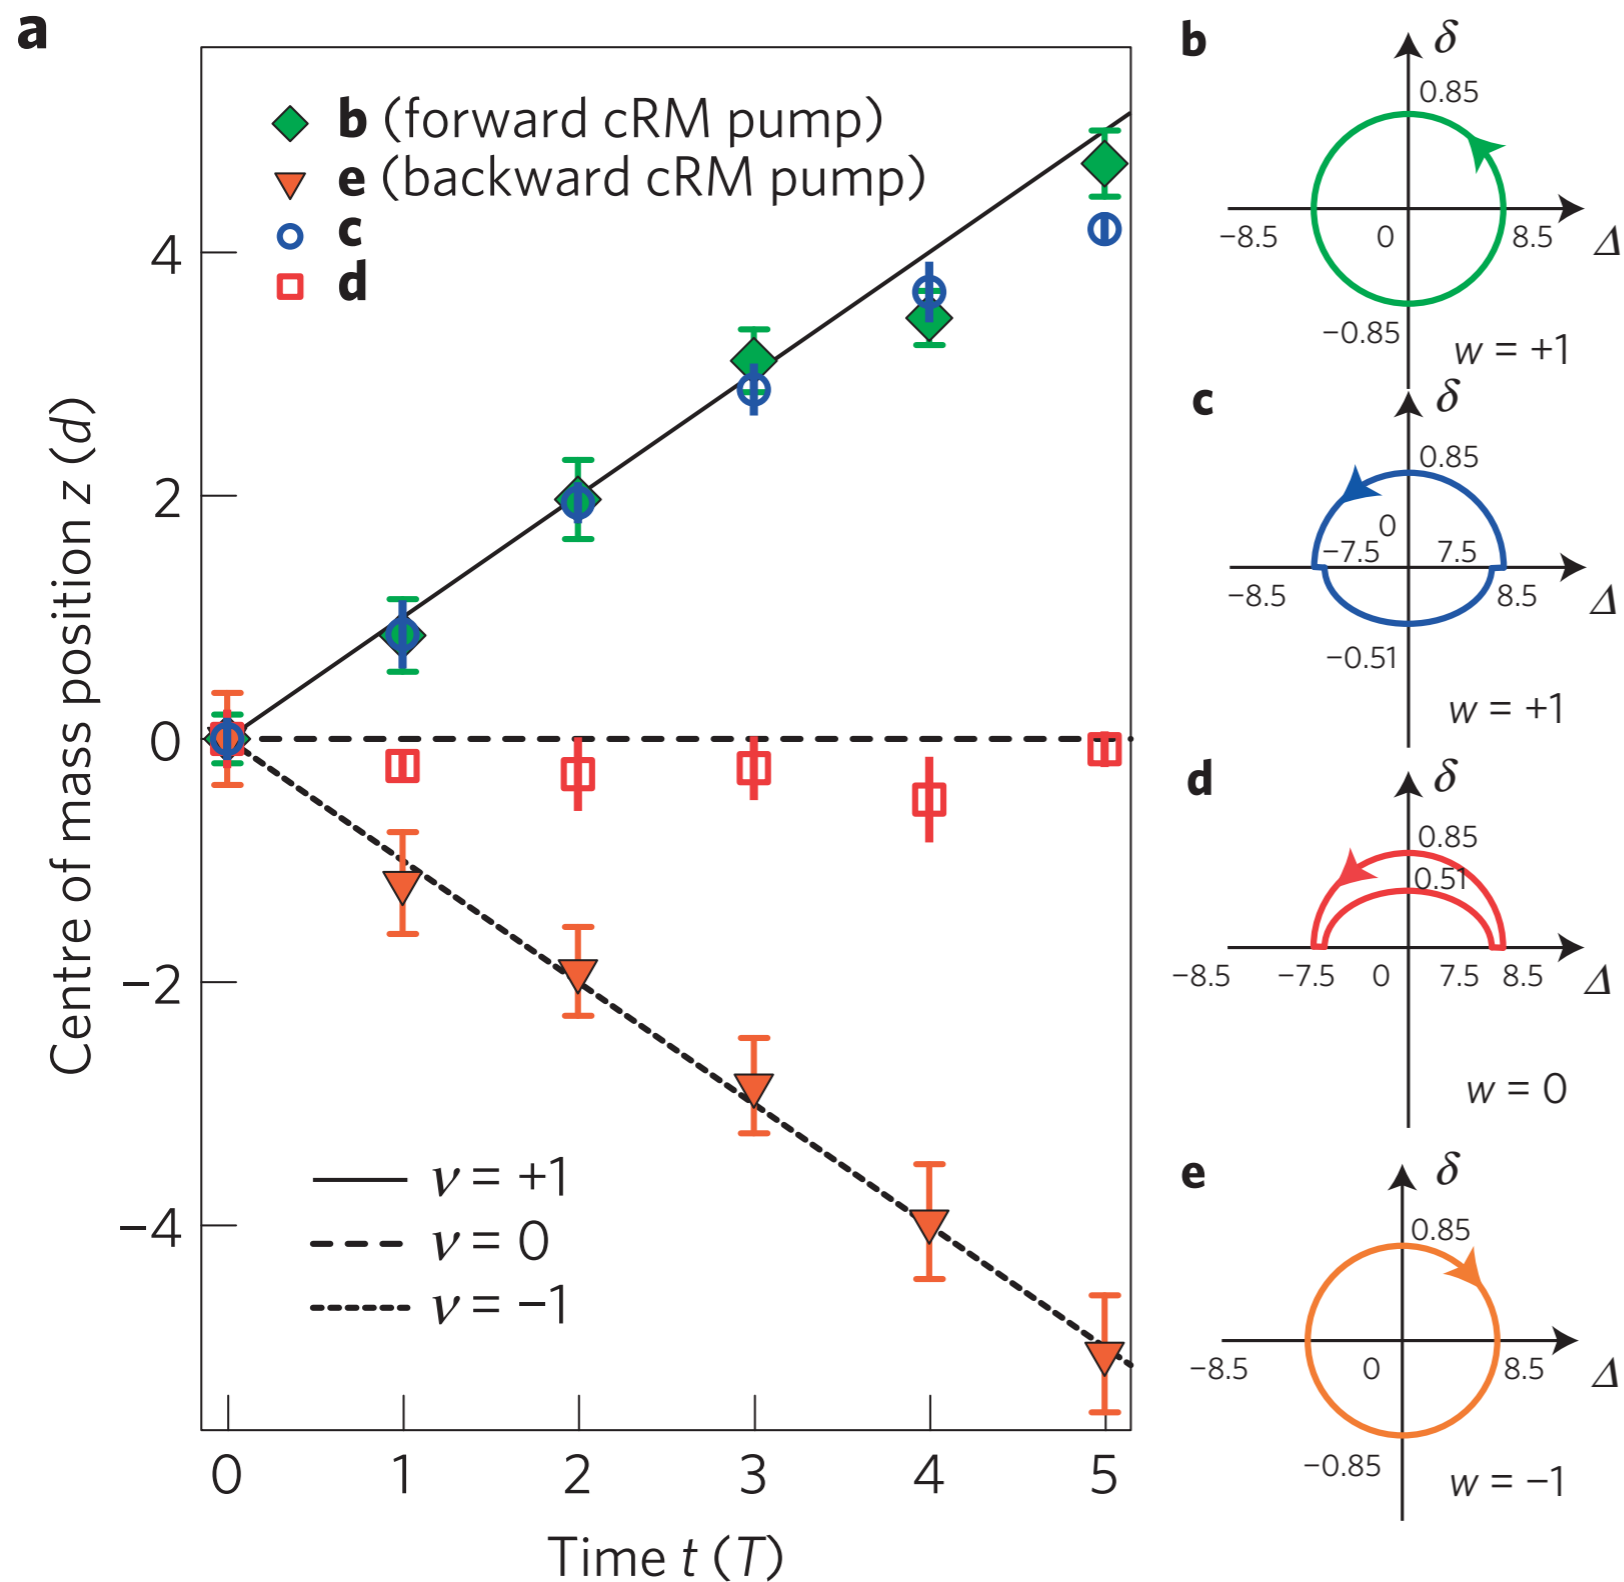 a
b (forward cRM pump)
e (backward cRM pump)
c
d
4
2
0
−2
−4
Centre of mass position z (d)
ν = +1
ν = 0
ν = −1
0 1 2 3 4 5
Time t (T)
b
δ
0.85
−8.5 0 8.5 Δ
−0.85
w = +1
c
δ
0.85
0
−7.5 7.5
−8.5 8.5 Δ
−0.51
w = +1
d
δ
0.85
0.51
−8.5 −7.5 0 7.5 8.5 Δ
w = 0
e
δ
0.85
−8.5 0 8.5 Δ
−0.85
w = −1